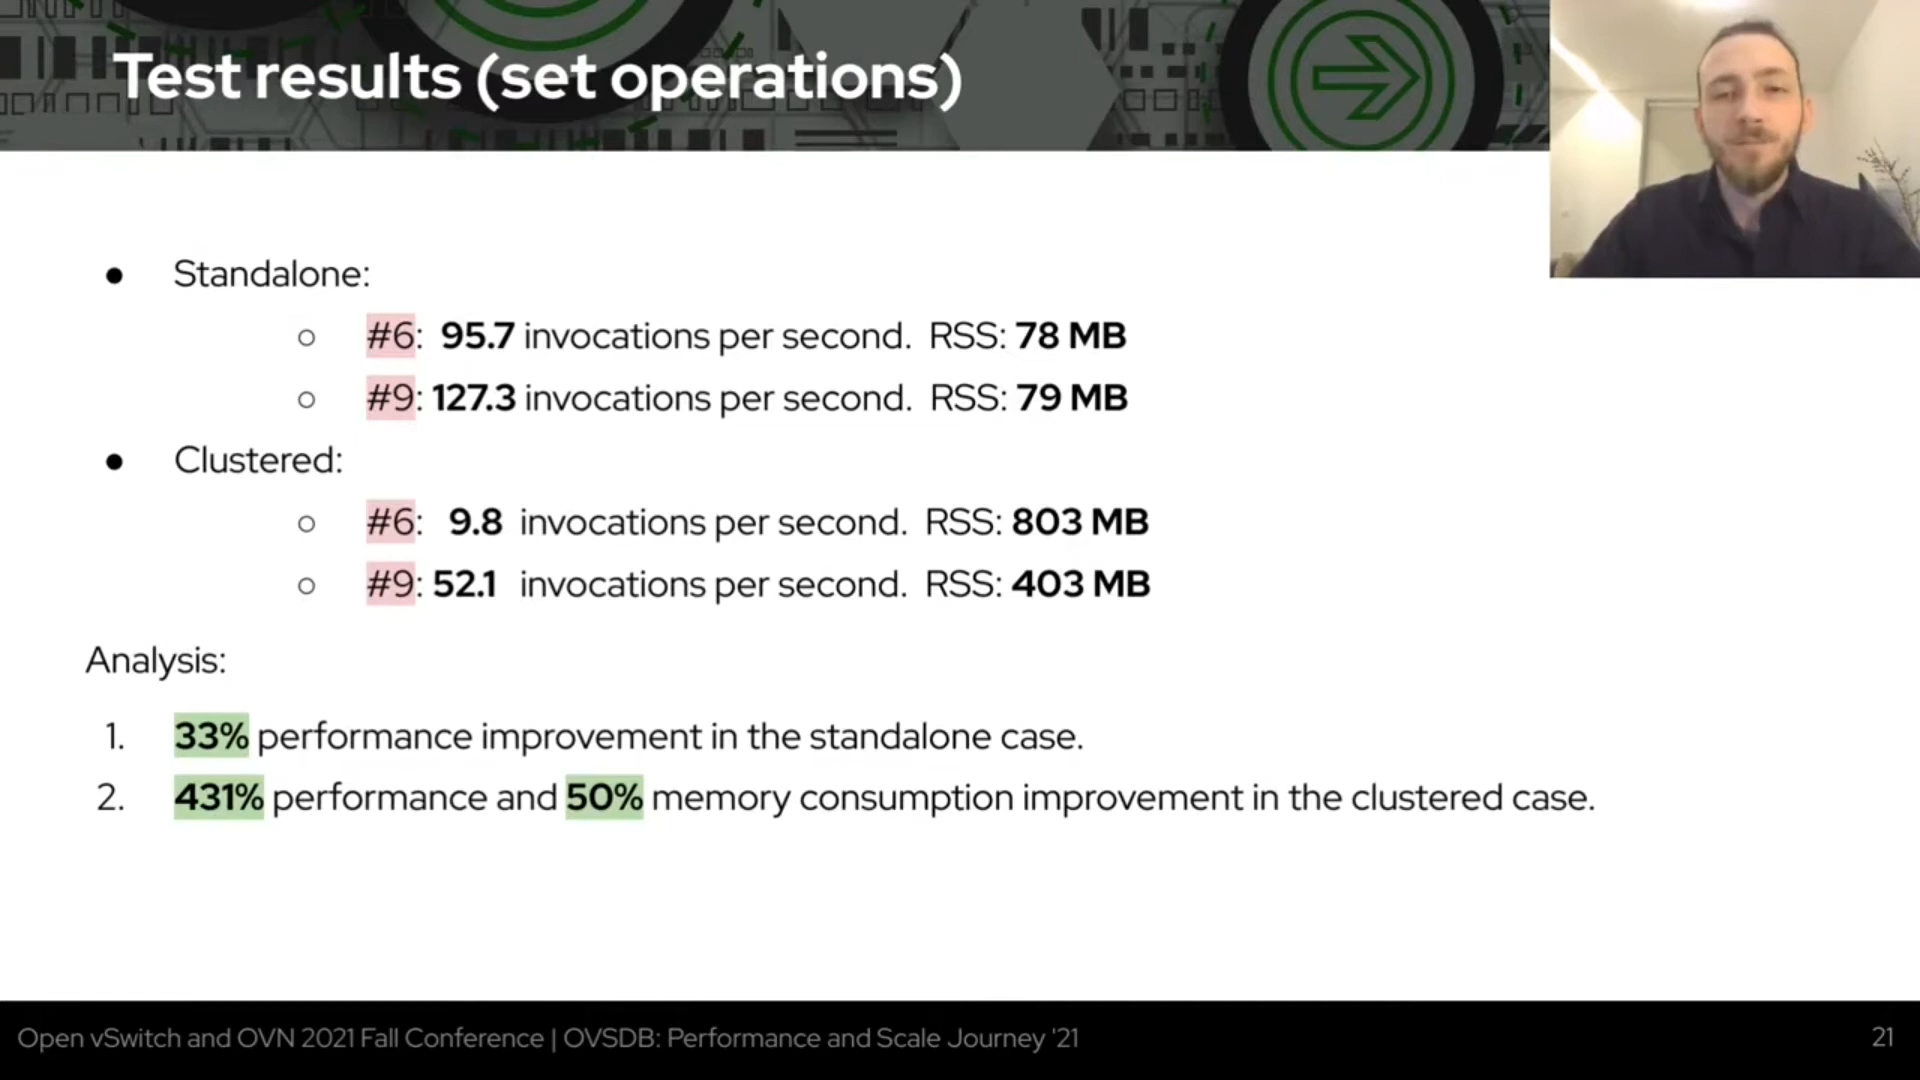 Test results (set operations)
● Standalone:
○ #6: 95.7 invocations per second. RSS: 78 MB
○ #9: 127.3 invocations per second. RSS: 79 MB
● Clustered:
○ #6: 9.8 invocations per second. RSS: 803 MB
○ #9: 52.1 invocations per second. RSS: 403 MB
Analysis:
1. 33% performance improvement in the standalone case.
2. 431% performance and 50% memory consumption improvement in the clustered case.
Open vSwitch and OVN 2021 Fall Conference | OVSDB: Performance and Scale Journey '21
21